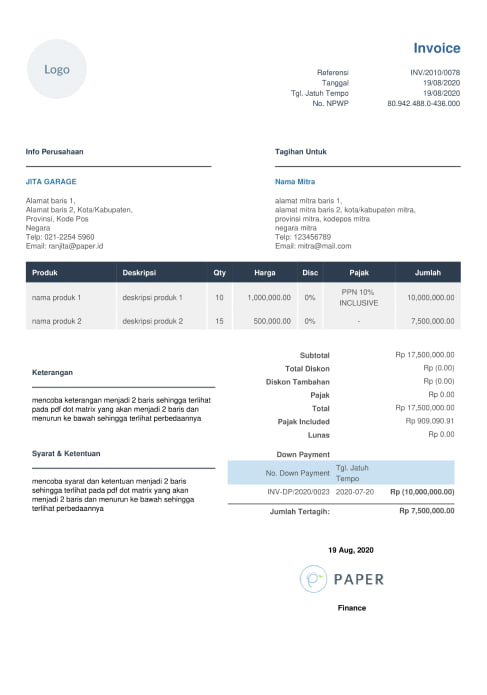 Logo
Invoice
Referensi INV/2010/0078
Tanggal 19/08/2020
Tgl. Jatuh Tempo 19/08/2020
No. NPWP 80.942.488.0-436.000
Info Perusahaan
JITA GARAGE
Alamat baris 1,
Alamat baris 2, Kota/Kabupaten,
Provinsi, Kode Pos
Negara
Telp: 021-2254 5960
Email: ranjita@paper.id
Tagihan Untuk
Nama Mitra
alamat mitra baris 1,
alamat mitra baris 2, kota/kabupaten mitra,
provinsi mitra, kodepos mitra
negara mitra
Telp: 123456789
Email: mitra@mail.com
Produk Deskripsi Qty Harga Disc Pajak Jumlah
nama produk 1 deskripsi produk 1 10 1,000,000.00 0% PPN 10% INCLUSIVE 10,000,000.00
nama produk 2 deskripsi produk 2 15 500,000.00 0% - 7,500,000.00
Subtotal Rp 17,500,000.00
Total Diskon Rp (0.00)
Diskon Tambahan Rp (0.00)
Pajak Rp 0.00
Total Rp 17,500,000.00
Pajak Included Rp 909,090.91
Lunas Rp 0.00
Keterangan
mencoba keterangan menjadi 2 baris sehingga terlihat
pada pdf dot matrix yang akan menjadi 2 baris dan
menurun ke bawah sehingga terlihat perbedaannya
Syarat & Ketentuan
mencoba syarat dan ketentuan menjadi 2 baris
sehingga terlihat pada pdf dot matrix yang akan
menjadi 2 baris dan menurun ke bawah sehingga
terlihat perbedaannya
Down Payment
No. Down Payment Tgl. Jatuh Tempo
INV-DP/2020/0023 2020-07-20 Rp (10,000,000.00)
Jumlah Tertagih: Rp 7,500,000.00
19 Aug, 2020
PAPER
Finance